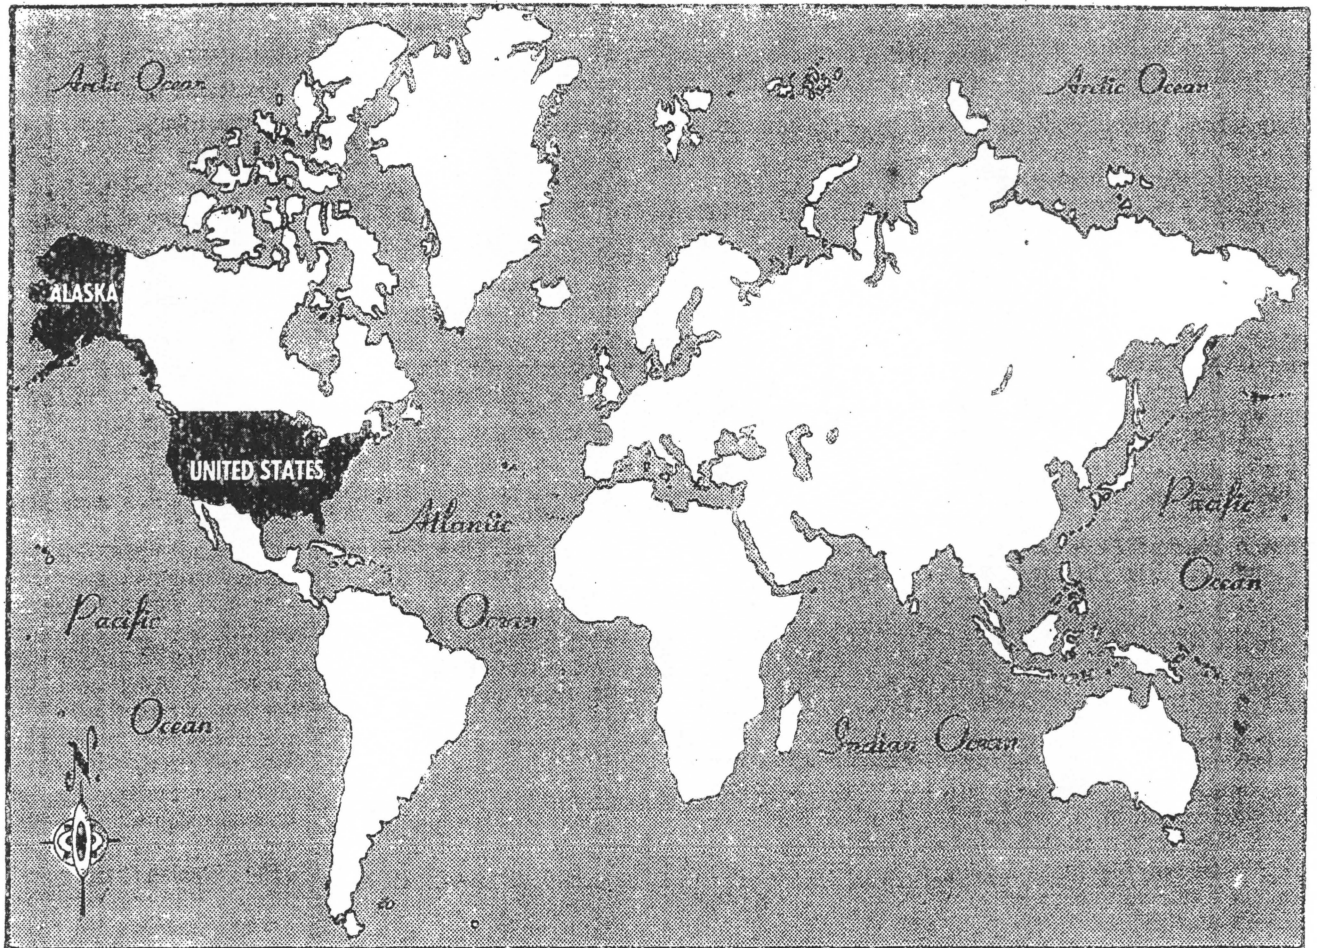 Arctic Ocean
Arctic Ocean
ALASKA
UNITED STATES
Atlantic
Ocean
Pacific
Ocean
Pacific
Ocean
Indian Ocean
N.